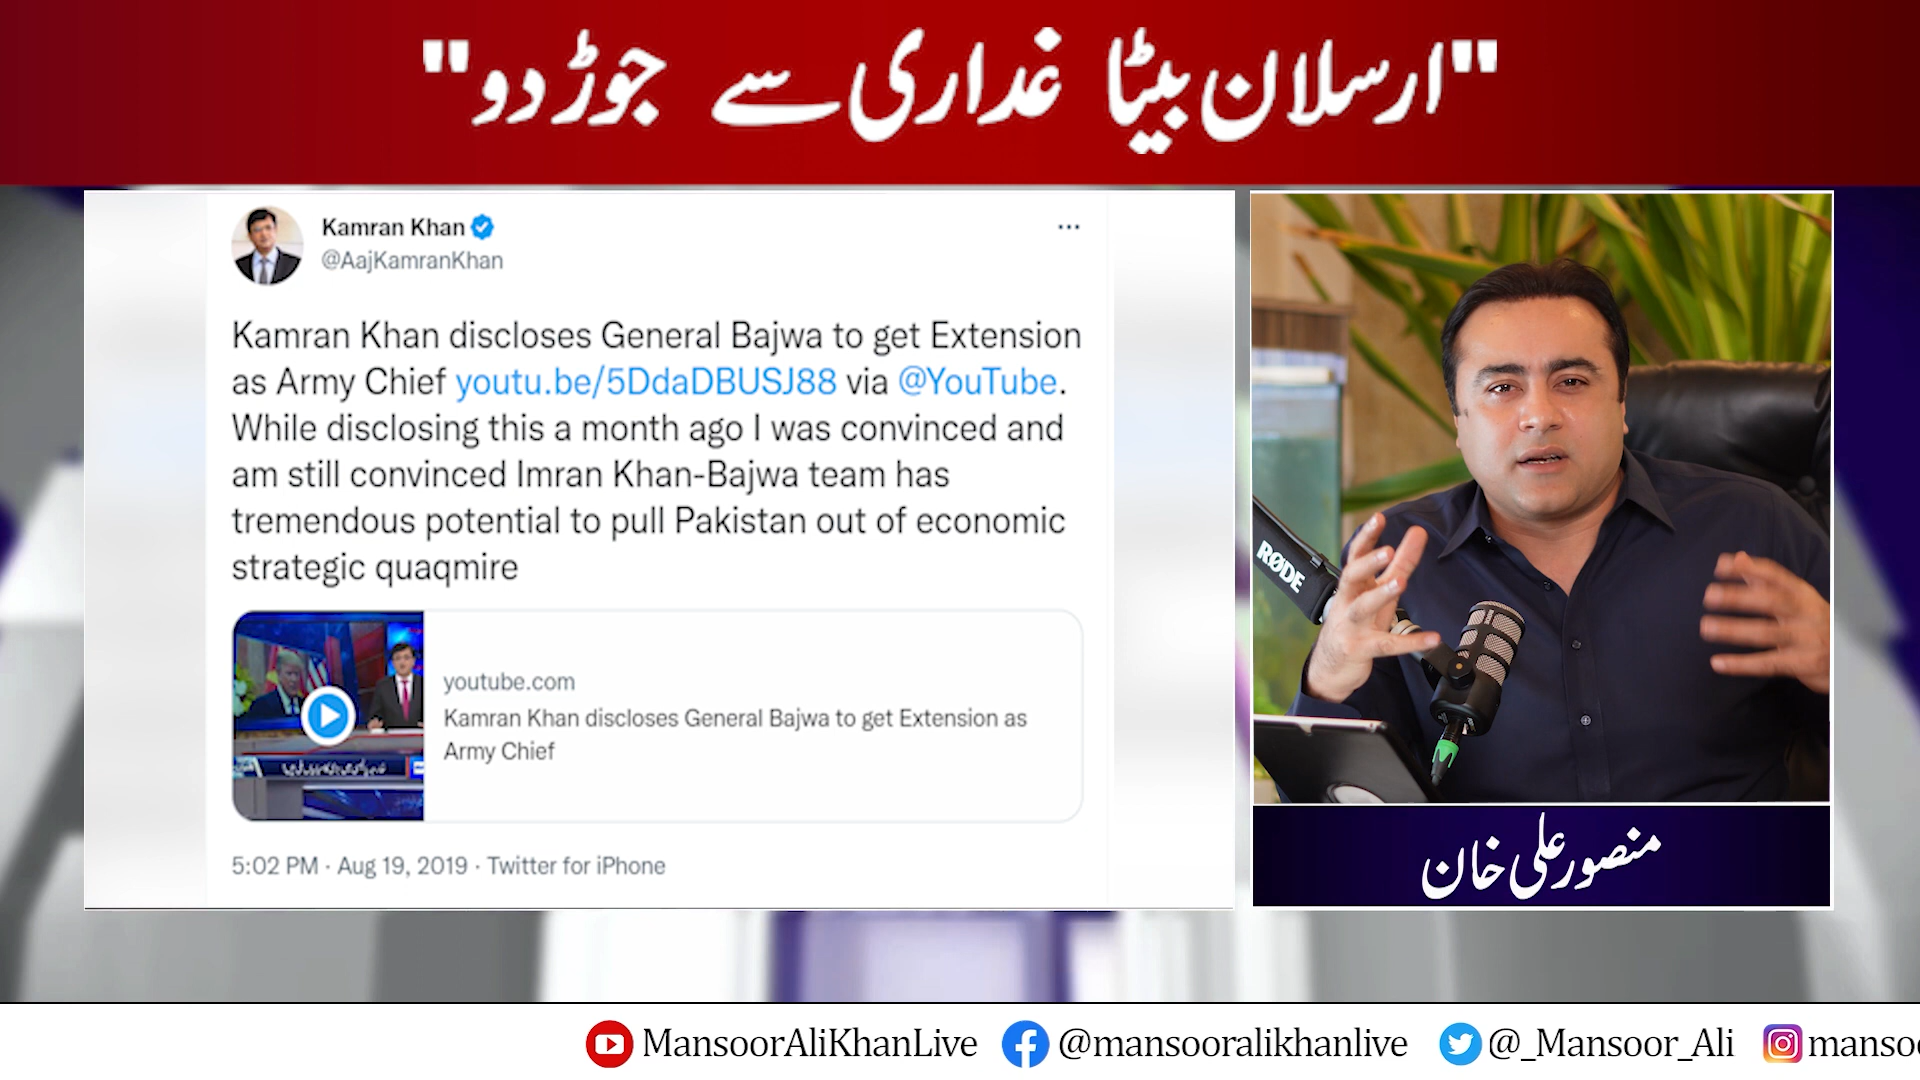 "ارسلان بیٹا غداری سے جوڑ دو"
Kamran Khan
@AajKamranKhan
Kamran Khan discloses General Bajwa to get Extension
as Army Chief youtu.be/5DdaDBUSJ88 via @YouTube.
While disclosing this a month ago I was convinced and
am still convinced Imran Khan-Bajwa team has
tremendous potential to pull Pakistan out of economic
strategic quaqmire
youtube.com
Kamran Khan discloses General Bajwa to get Extension as
Army Chief
5:02 PM · Aug 19, 2019 · Twitter for iPhone
RØDE
منصور علی خان
MansoorAliKhanLive @mansooralikhanlive @_Mansoor_Ali manso